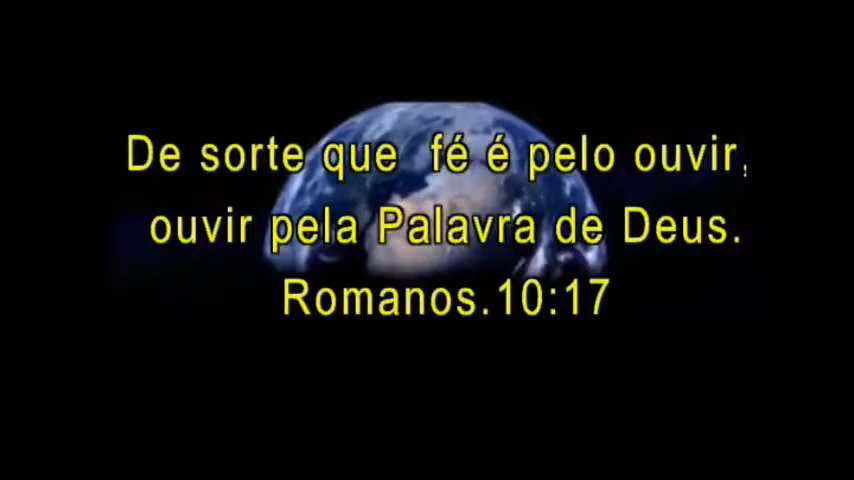 De sorte que fé é pelo ouvir,
ouvir pela Palavra de Deus.
Romanos.10:17